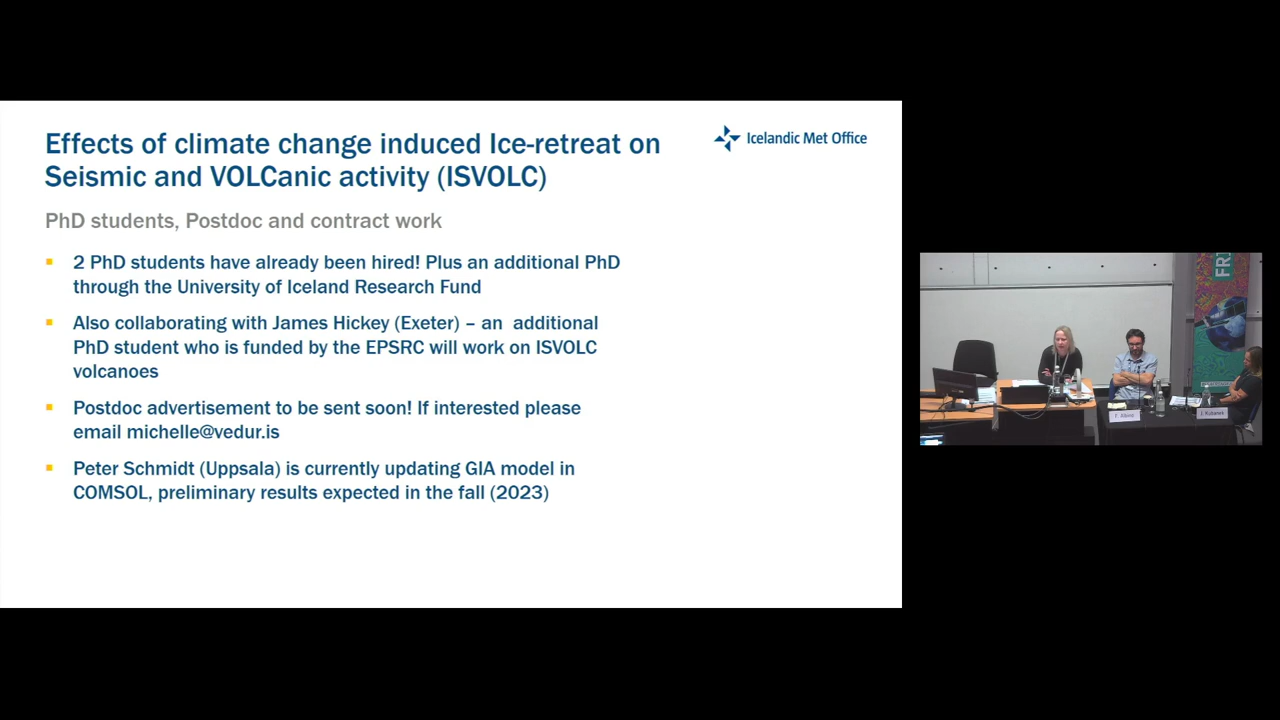 Effects of climate change induced Ice-retreat on
Seismic and VOLCanic activity (ISVOLC)
Icelandic Met Office
PhD students, Postdoc and contract work
2 PhD students have already been hired! Plus an additional PhD
through the University of Iceland Research Fund
Also collaborating with James Hickey (Exeter) – an additional
PhD student who is funded by the EPSRC will work on ISVOLC
volcanoes
Postdoc advertisement to be sent soon! If interested please
email michelle@vedur.is
Peter Schmidt (Uppsala) is currently updating GIA model in
COMSOL, preliminary results expected in the fall (2023)
FRI
F. Albino
J. Kubanek